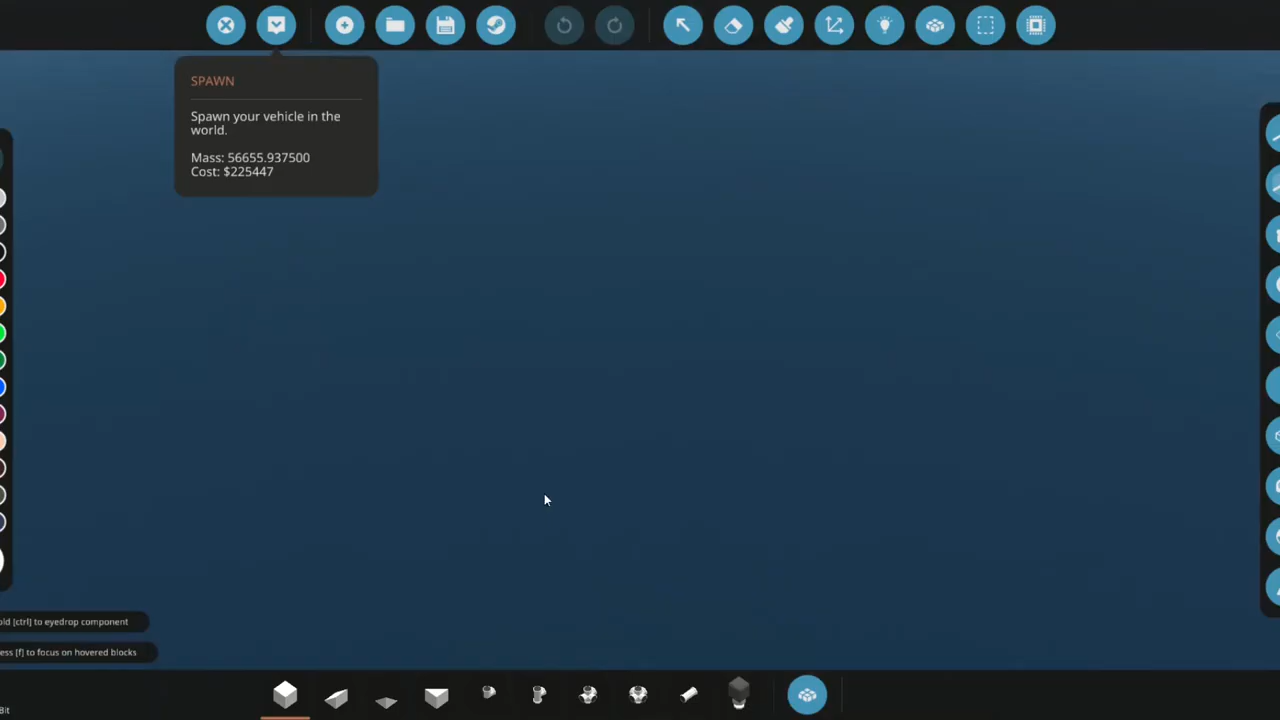 SPAWN
Spawn your vehicle in the
world.
Mass: 56655.937500
Cost: $225447
old [ctrl] to eyedrop component
ess [f] to focus on hovered blocks
Bit